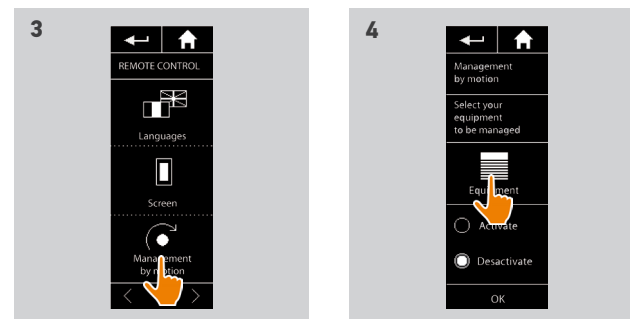 3
REMOTE CONTROL
Languages
Screen
Management
by motion
4
Management
by motion
Select your
equipment
to be managed
Equipment
Activate
Desactivate
OK